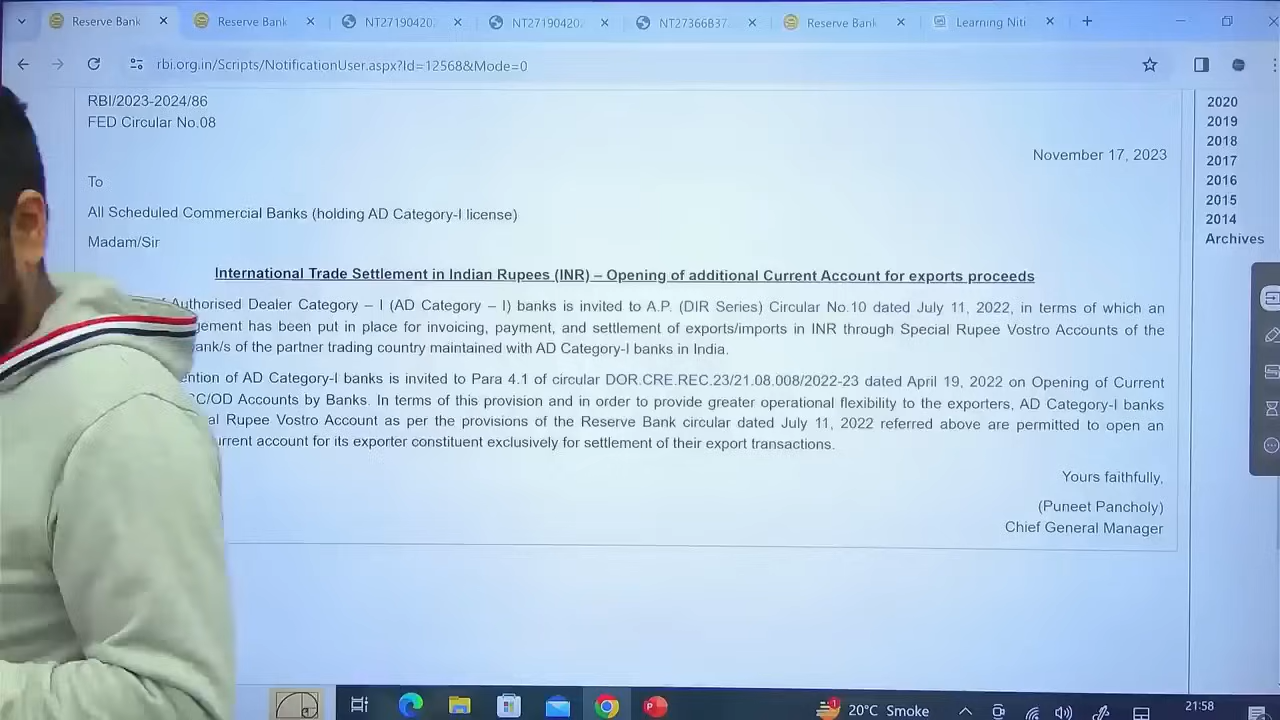 Reserve Bank
Reserve Bank
NT27190420
NT27190420
NT27366837
Reserve Bank
Learning Niti
rbi.org.in/Scripts/NotificationUser.aspx?Id=12568&Mode=0
RBI/2023-2024/86
FED Circular No.08
November 17, 2023
To
All Scheduled Commercial Banks (holding AD Category-I license)
Madam/Sir
International Trade Settlement in Indian Rupees (INR) – Opening of additional Current Account for exports proceeds
Authorised Dealer Category – I (AD Category – I) banks is invited to A.P. (DIR Series) Circular No.10 dated July 11, 2022, in terms of which an
gement has been put in place for invoicing, payment, and settlement of exports/imports in INR through Special Rupee Vostro Accounts of the
ank/s of the partner trading country maintained with AD Category-I banks in India.
ention of AD Category-I banks is invited to Para 4.1 of circular DOR.CRE.REC.23/21.08.008/2022-23 dated April 19, 2022 on Opening of Current
C/OD Accounts by Banks. In terms of this provision and in order to provide greater operational flexibility to the exporters, AD Category-I banks
al Rupee Vostro Account as per the provisions of the Reserve Bank circular dated July 11, 2022 referred above are permitted to open an
rrent account for its exporter constituent exclusively for settlement of their export transactions.
Yours faithfully,
(Puneet Pancholy)
Chief General Manager
2020
2019
2018
2017
2016
2015
2014
Archives
20°C Smoke
21:58